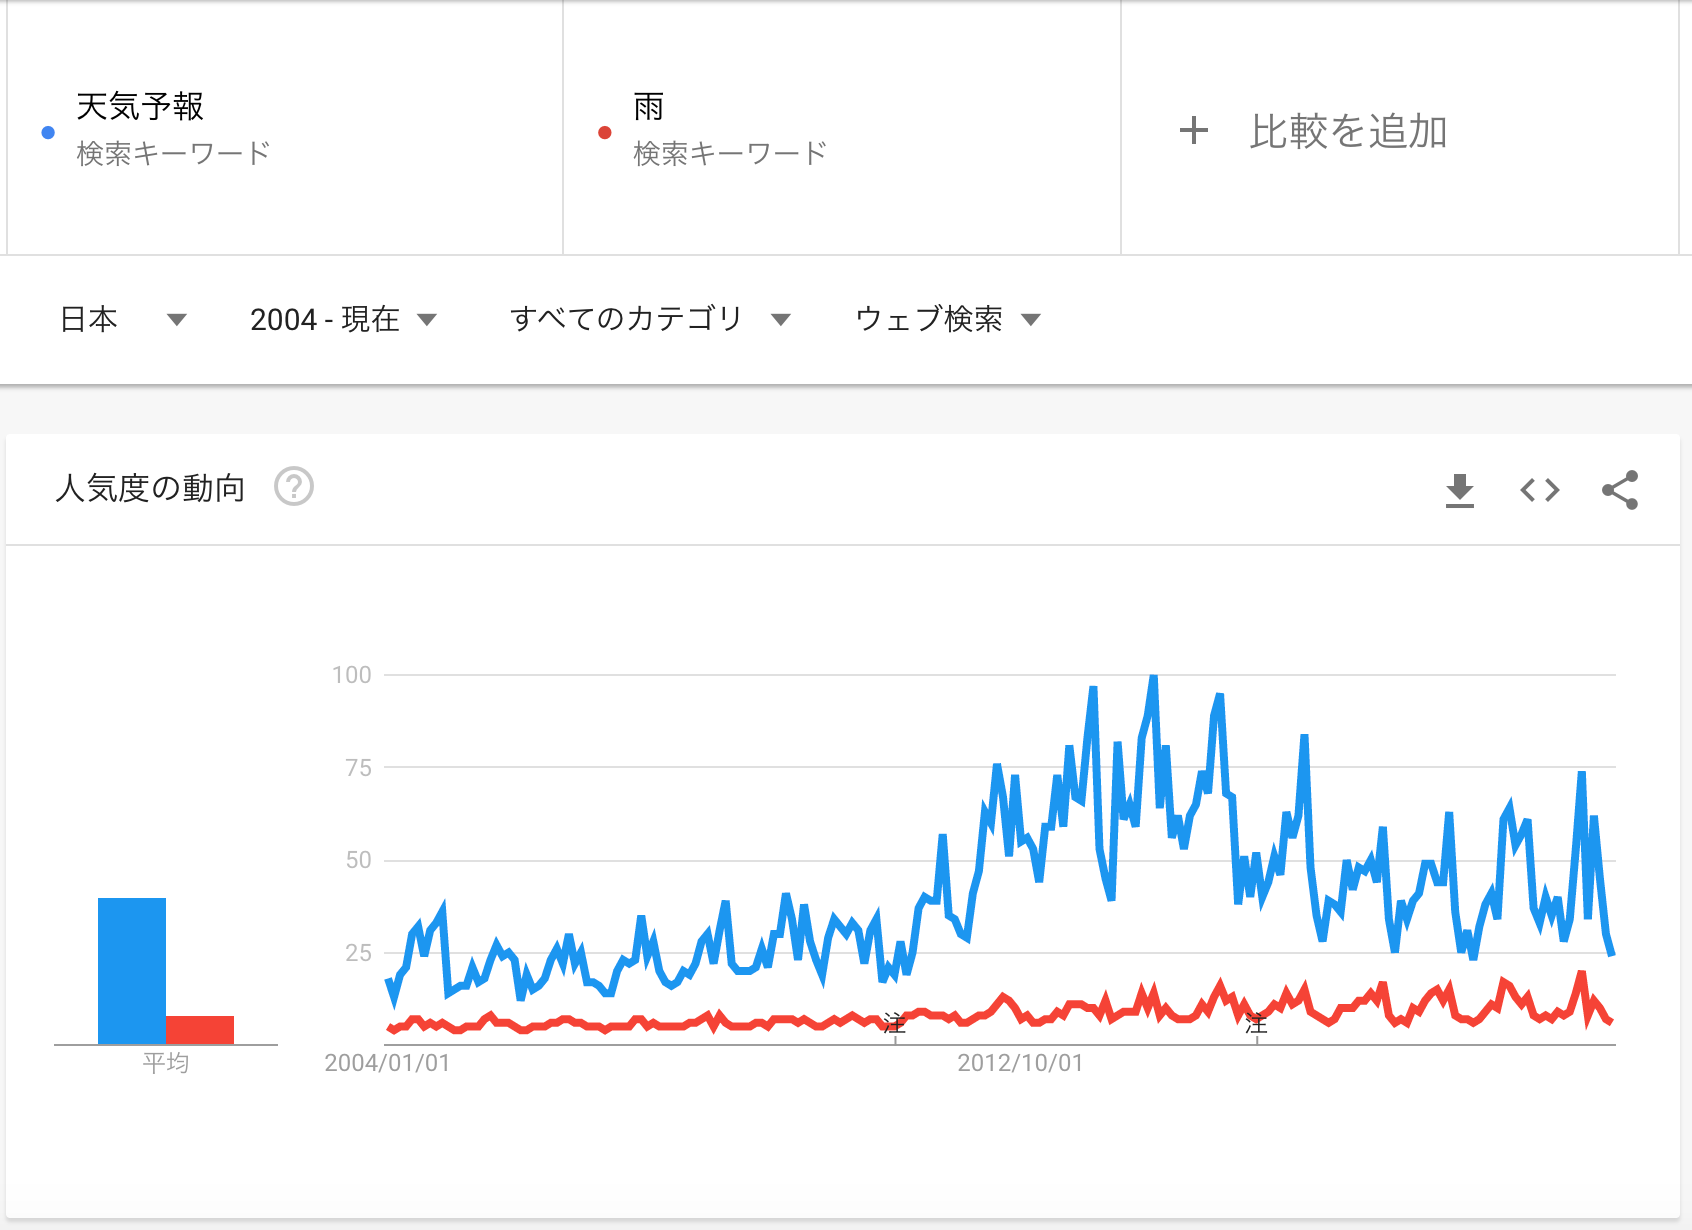 天気予報
検索キーワード
雨
検索キーワード
+ 比較を追加
日本
2004 - 現在
すべてのカテゴリ
ウェブ検索
人気度の動向
?
100
75
50
25
注
注
平均
2004/01/01
2012/10/01